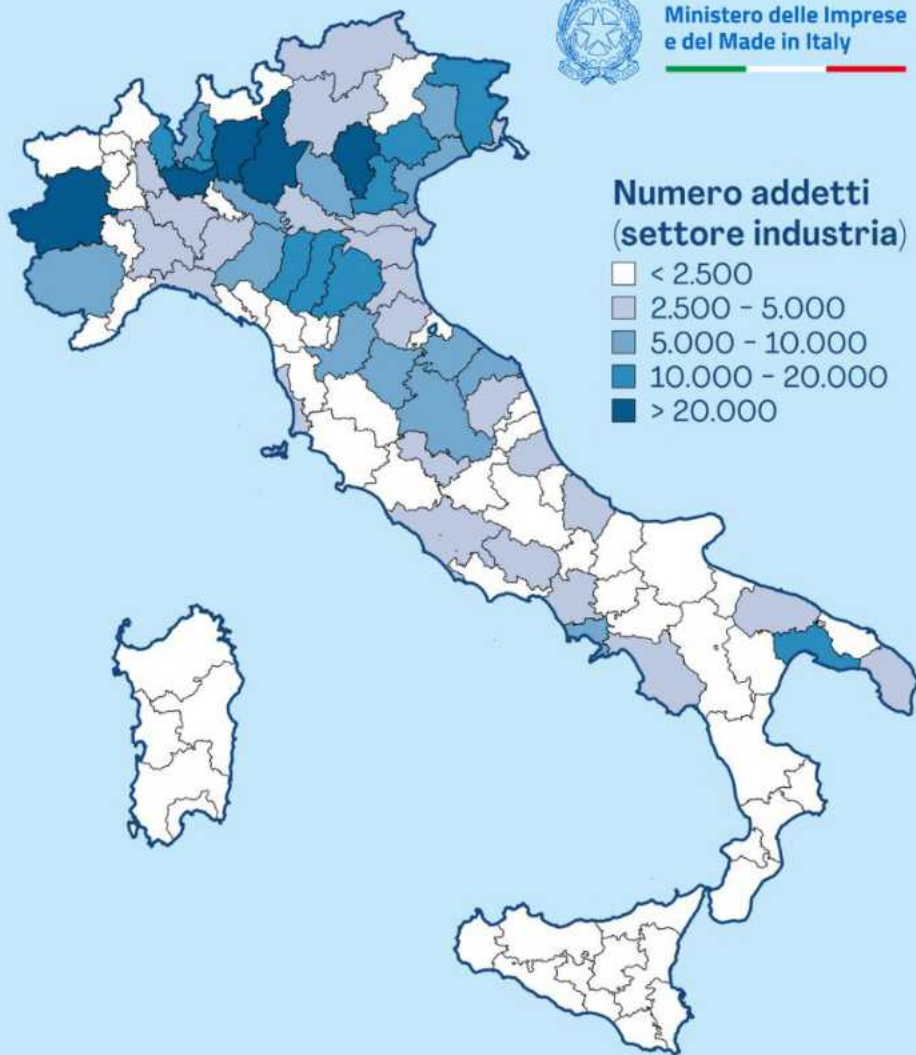 Ministero delle Imprese
e del Made in Italy
Numero addetti
(settore industria)
< 2.500
2.500 - 5.000
5.000 - 10.000
10.000 - 20.000
> 20.000